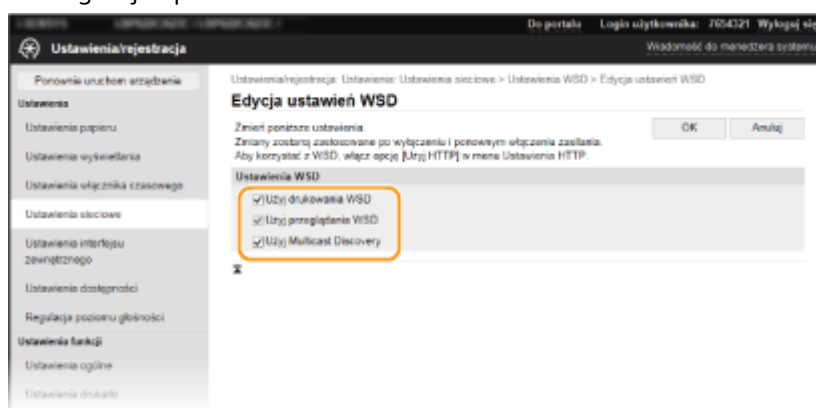 Do portalu Login użytkownika: 7654321 Wyloguj się
Ustawienia/rejestracja
Wiadomość do menedżera systemu
Ponownie uruchom urządzenie
Ustawienia
Ustawienia papieru
Ustawienia wyświetlania
Ustawienia włącznika czasowego
Ustawienia sieciowe
Ustawienia interfejsu
zewnętrznego
Ustawienia dostępności
Regulacja poziomu głośności
Ustawienia funkcji
Ustawienia ogólne
Ustawienia drukarki
Ustawienia/rejestracja: Ustawienia: Ustawienia sieciowe > Ustawienia WSD > Edycja ustawień WSD
Edycja ustawień WSD
Zmień poniższe ustawienia.
Zmiany zostaną zastosowane po wyłączeniu i ponownym włączeniu zasilania.
Aby korzystać z WSD, włącz opcję [Użyj HTTP] w menu Ustawienia HTTP.
OK Anuluj
Ustawienia WSD
Użyj drukowania WSD
Użyj przeglądania WSD
Użyj Multicast Discovery